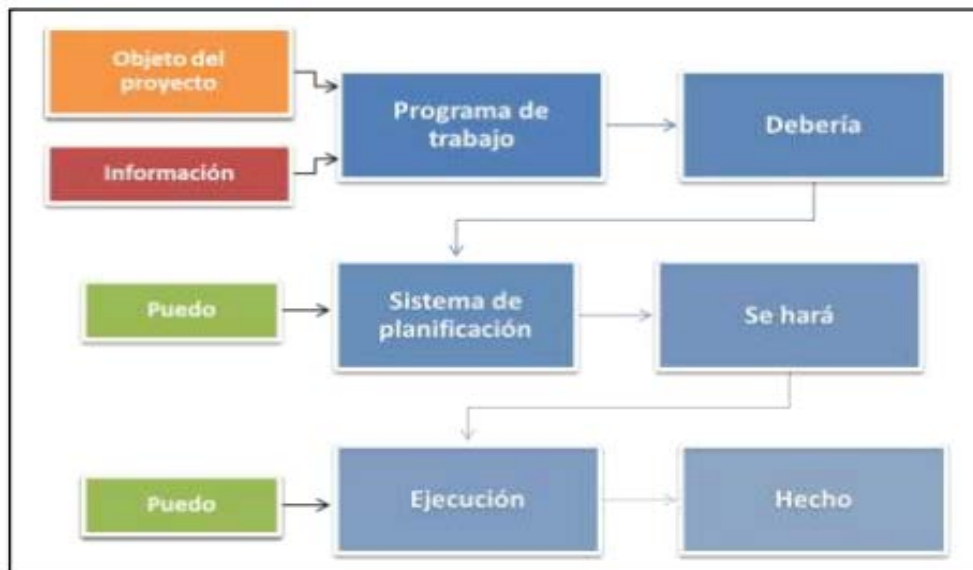 Objeto del
proyecto
Programa de
trabajo
Debería
Información
Puedo
Sistema de
planificación
Se hará
Puedo
Ejecución
Hecho